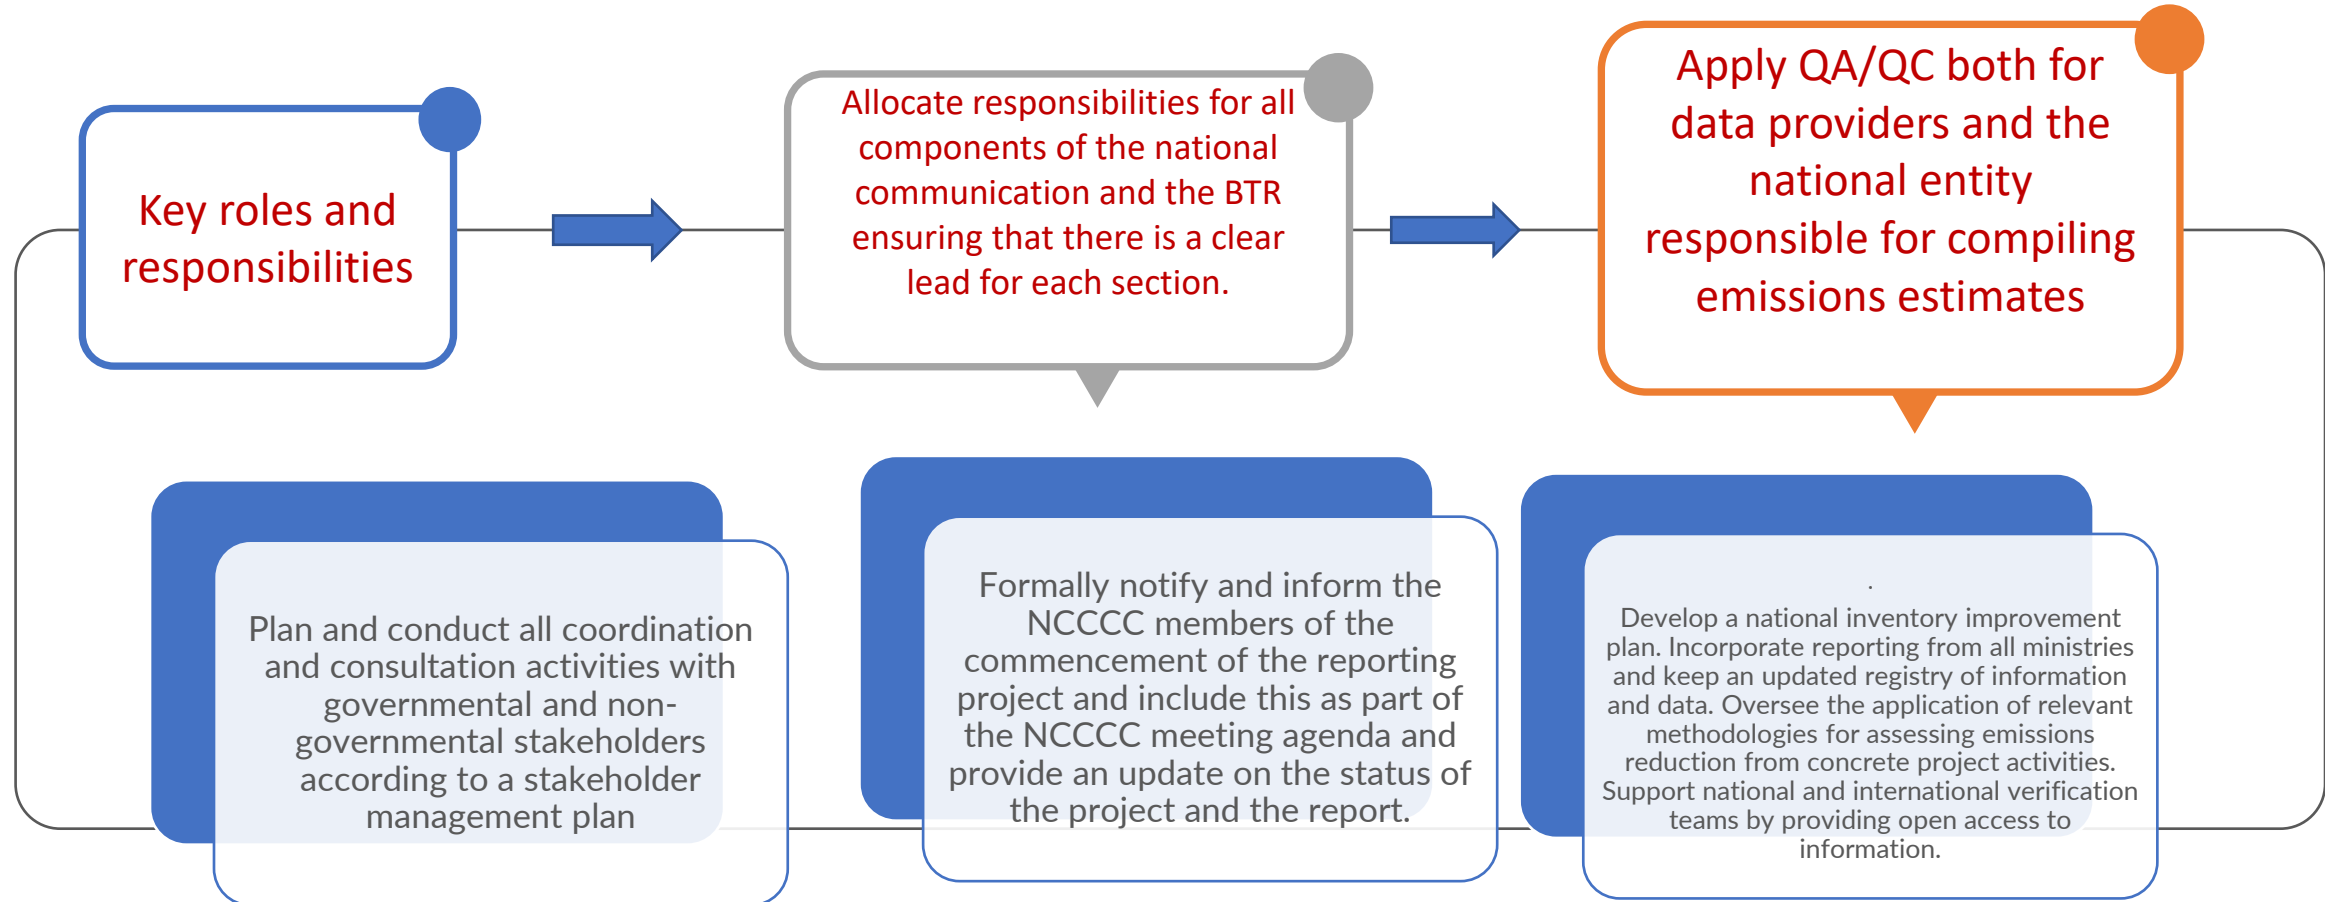 Key roles and
responsibilities
Allocate responsibilities for all
components of the national
communication and the BTR
ensuring that there is a clear
lead for each section.
Apply QA/QC both for
data providers and the
national entity
responsible for compiling
emissions estimates
Plan and conduct all coordination
and consultation activities with
governmental and non-
governmental stakeholders
according to a stakeholder
management plan
Formally notify and inform the
NCCCC members of the
commencement of the reporting
project and include this as part of
the NCCCC meeting agenda and
provide an update on the status of
the project and the report.
.
Develop a national inventory improvement
plan. Incorporate reporting from all ministries
and keep an updated registry of information
and data. Oversee the application of relevant
methodologies for assessing emissions
reduction from concrete project activities.
Support national and international verification
teams by providing open access to
information.